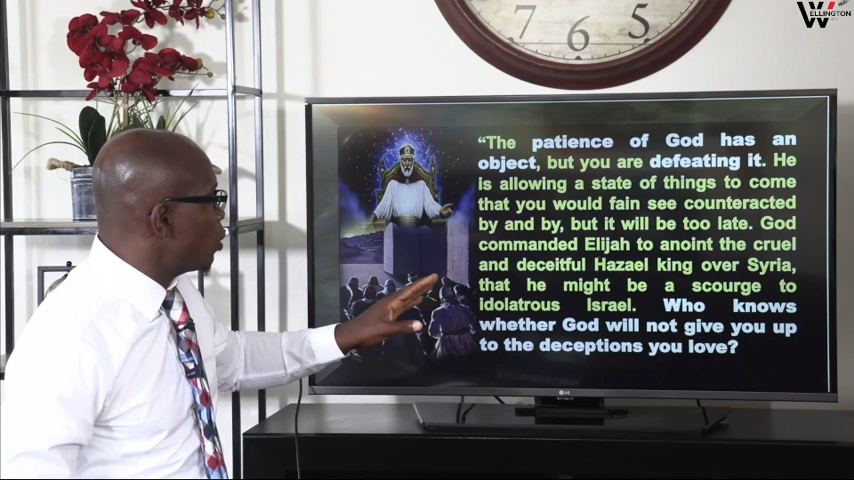 WELLINGTON
7 6 5
“The patience of God has an
object, but you are defeating it. He
is allowing a state of things to come
that you would fain see counteracted
by and by, but it will be too late. God
commanded Elijah to anoint the cruel
and deceitful Hazael king over Syria,
that he might be a scourge to
idolatrous Israel. Who knows
whether God will not give you up
to the deceptions you love?
LG